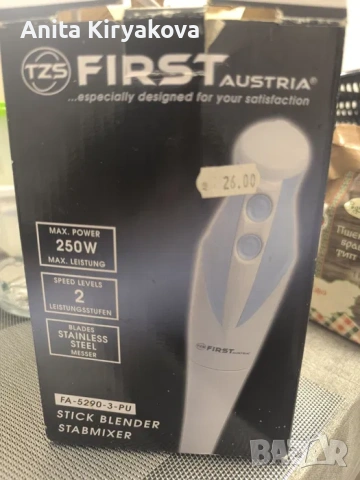 Anita Kiryakova
TZS FIRST AUSTRIA®
...especially designed for your satisfaction
26.00
MAX. POWER
250W
MAX. LEISTUNG
SPEED LEVELS
2
LEISTUNGSSTUFEN
BLADES
STAINLESS
STEEL
MESSER
TZS FIRST
FA-5290-3-PU
STICK BLENDER
STABMIXER
BAZAR